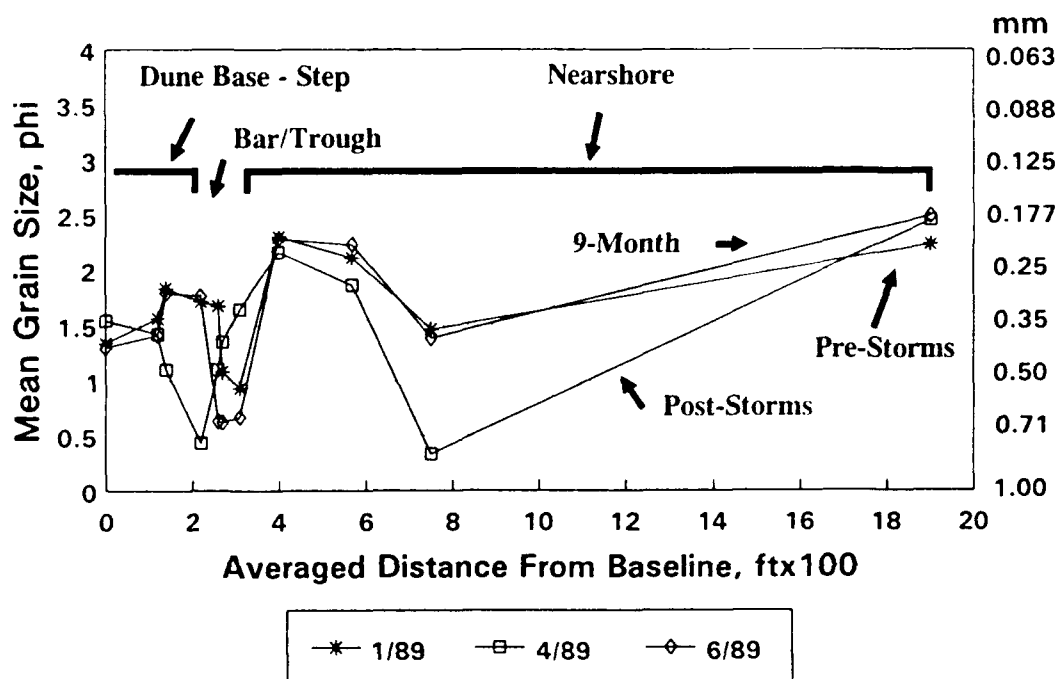 mm
4
0.063
Dune Base - Step
Nearshore
3.5
0.088
Bar/Trough
3
0.125
2.5
0.177
9-Month
2
0.25
1.5
0.35
Pre-Storms
1
0.50
Post-Storms
0.5
0.71
0
1.00
Mean Grain Size, phi
0 2 4 6 8 10 12 14 16 18 20
Averaged Distance From Baseline, ftx100
1/89 4/89 6/89